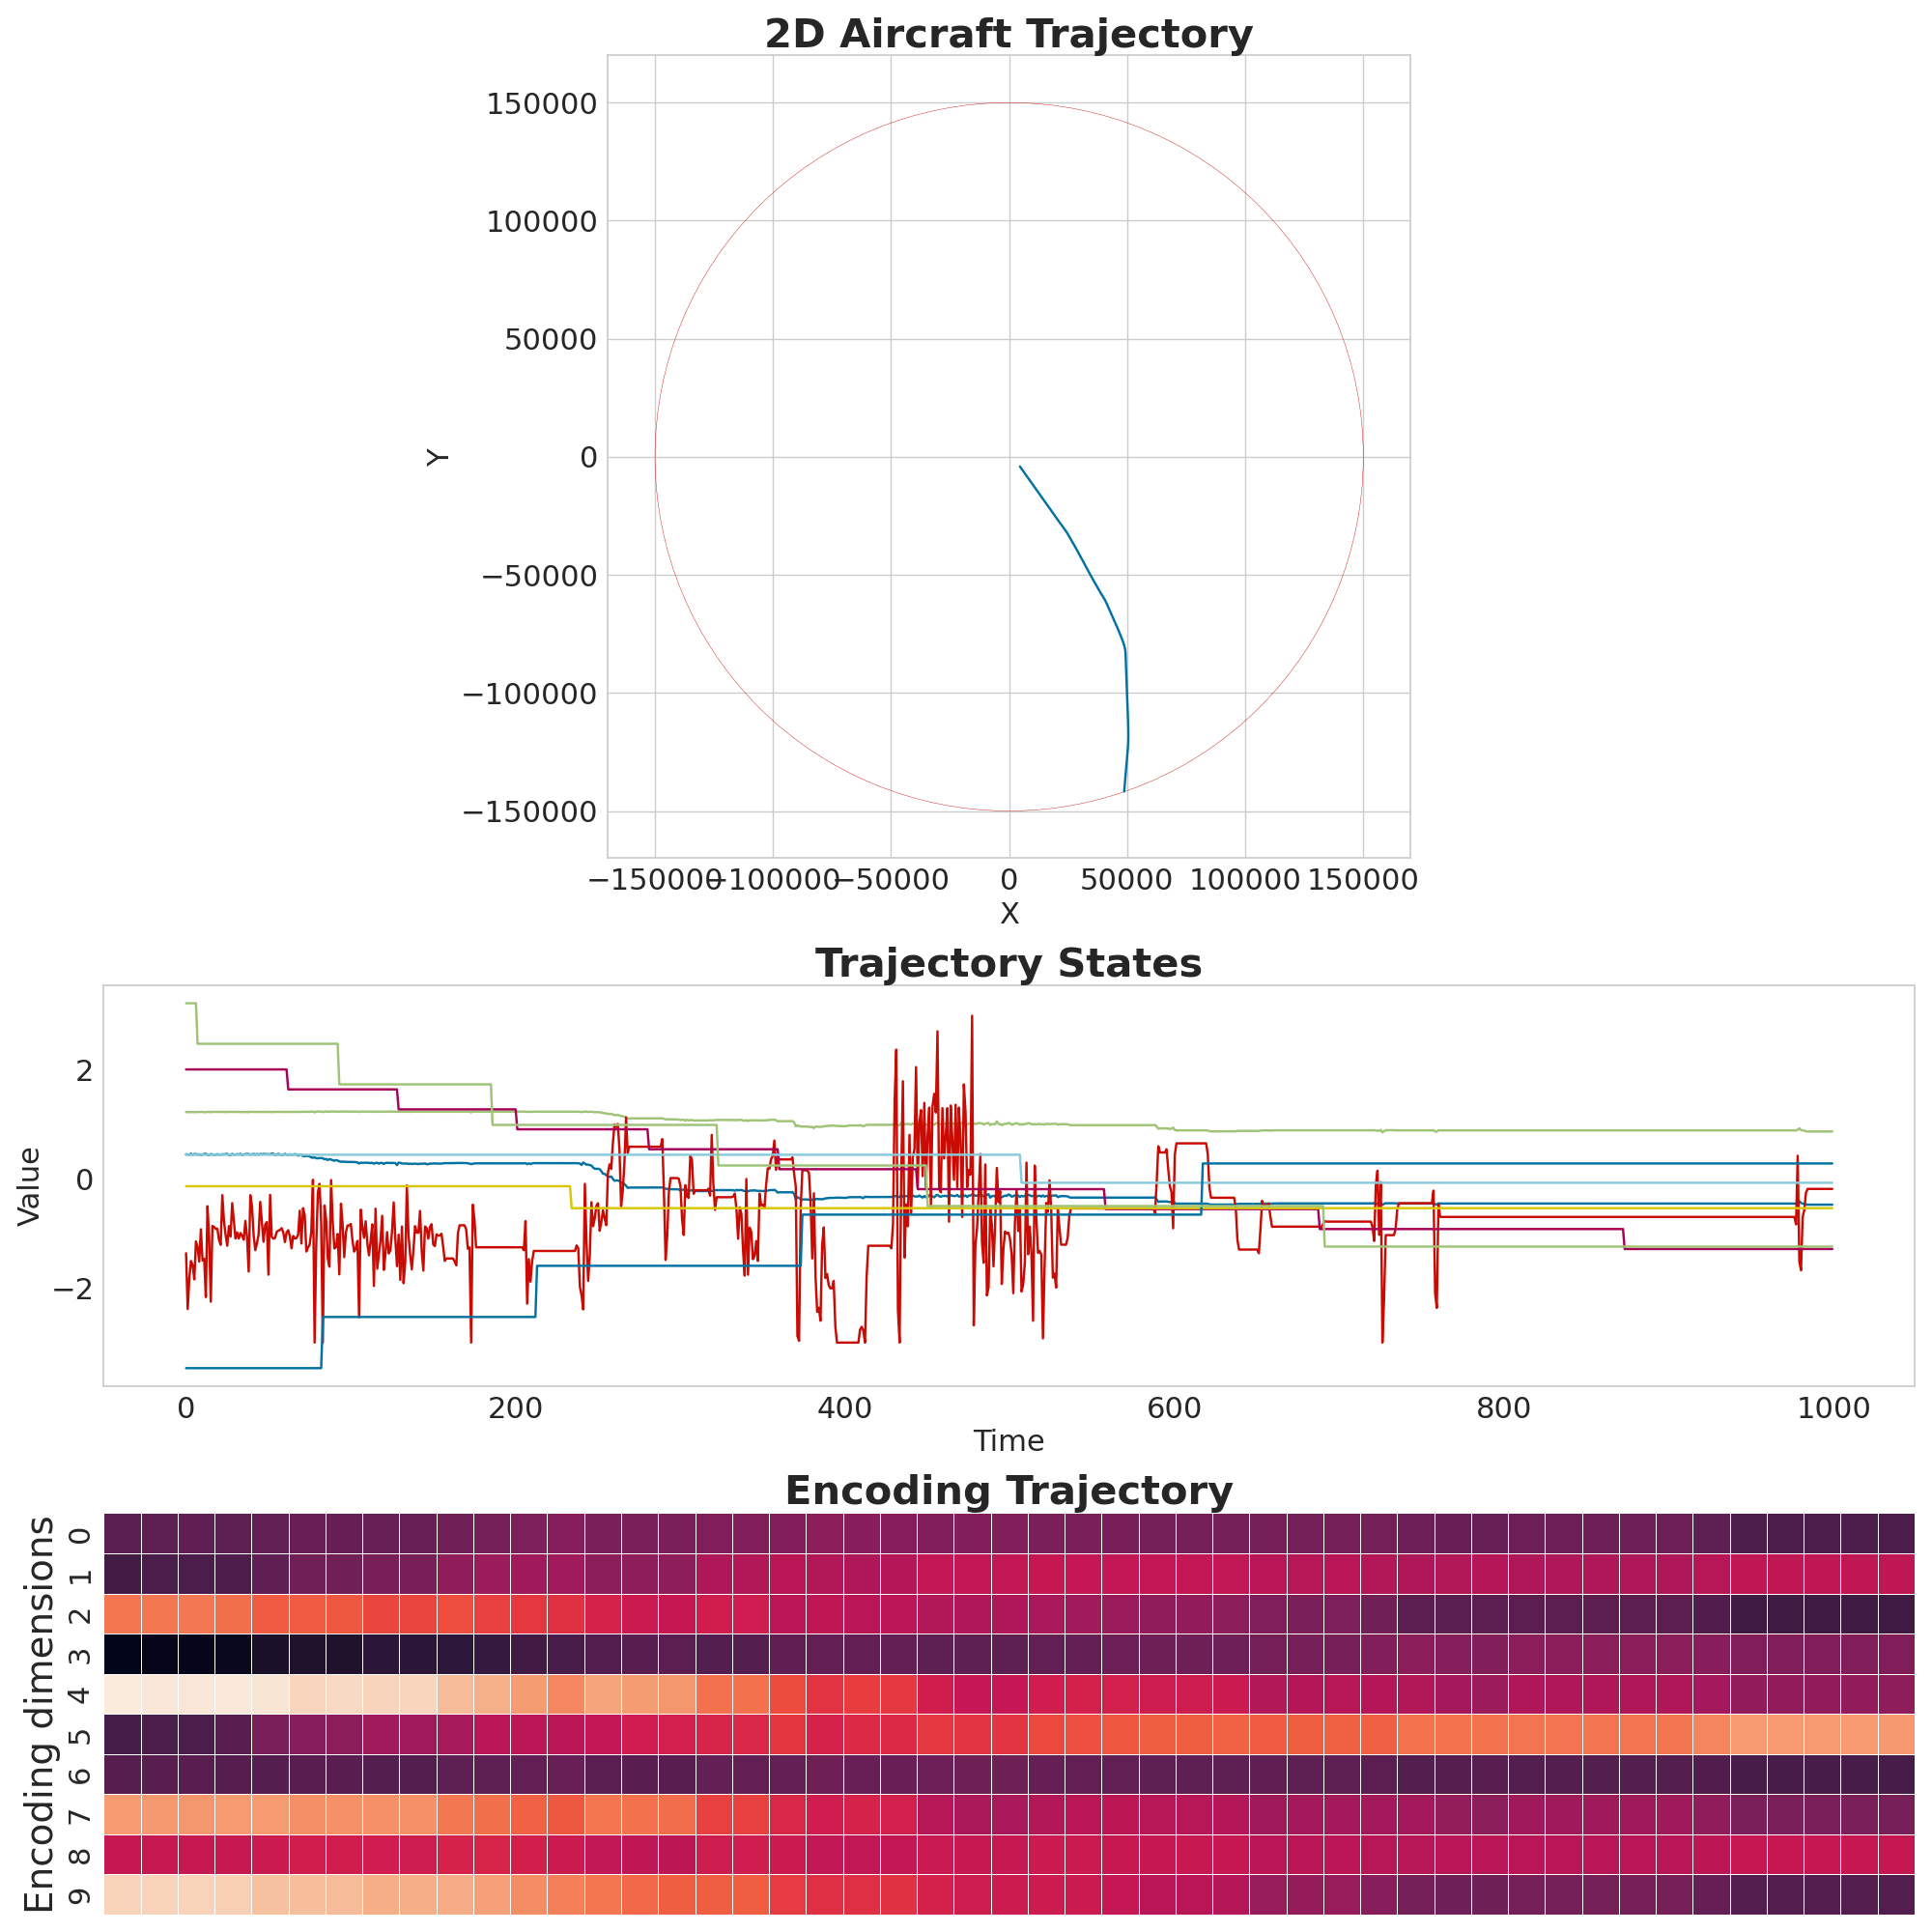 2D Aircraft Trajectory
150000
100000
50000
Y
0
−50000
−100000
−150000
−150000 −100000 −50000 0 50000 100000 150000
X
Trajectory States
Value
2
0
−2
0 200 400 600 800 1000
Time
Encoding Trajectory
Encoding dimensions
0
1
2
3
4
5
6
7
8
9